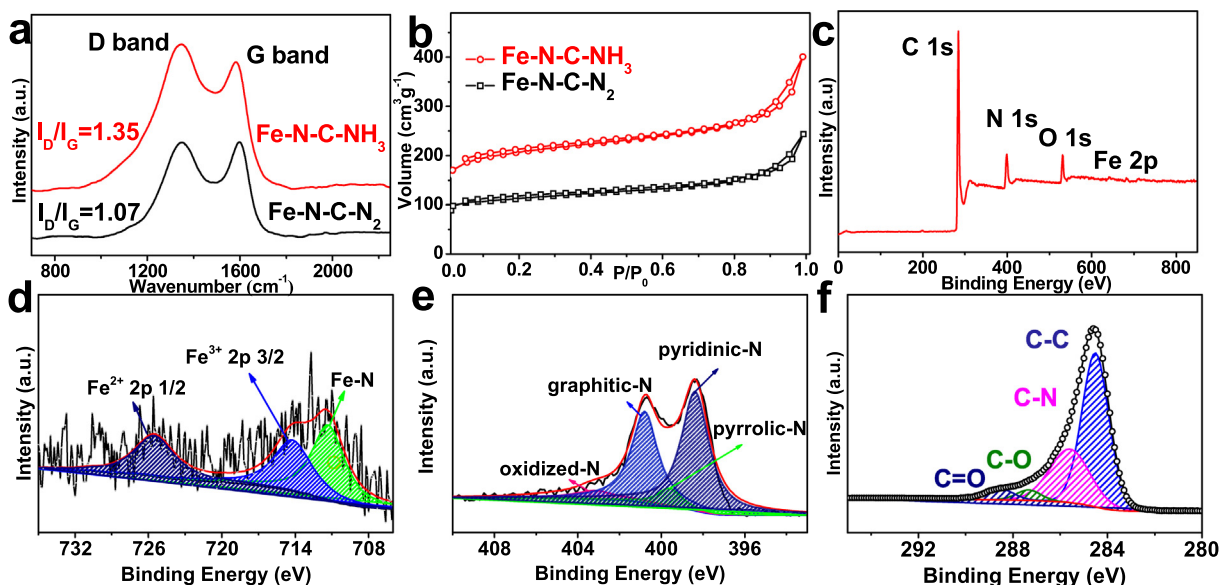 a
D band
G band
I_D/I_G=1.35
Fe-N-C-NH₃
I_D/I_G=1.07
Fe-N-C-N₂
Intensity (a.u.)
800 1200 1600 2000
Wavenumber (cm⁻¹)
b
Fe-N-C-NH₃
Fe-N-C-N₂
Volume (cm³g⁻¹)
400
300
200
100
0
0.0 0.2 0.4 0.6 0.8 1.0
P/P₀
c
C 1s
N 1s
O 1s
Fe 2p
Intensity (a.u)
0 200 400 600 800
Binding Energy (eV)
d
Fe³⁺ 2p 3/2
Fe²⁺ 2p 1/2
Fe-N
Intensity (a.u.)
732 726 720 714 708
Binding Energy (eV)
e
pyridinic-N
graphitic-N
pyrrolic-N
oxidized-N
Intensity (a.u.)
408 404 400 396
Binding Energy (eV)
f
C-C
C-N
C-O
C=O
Intensity (a.u.)
292 288 284 280
Binding Energy (eV)